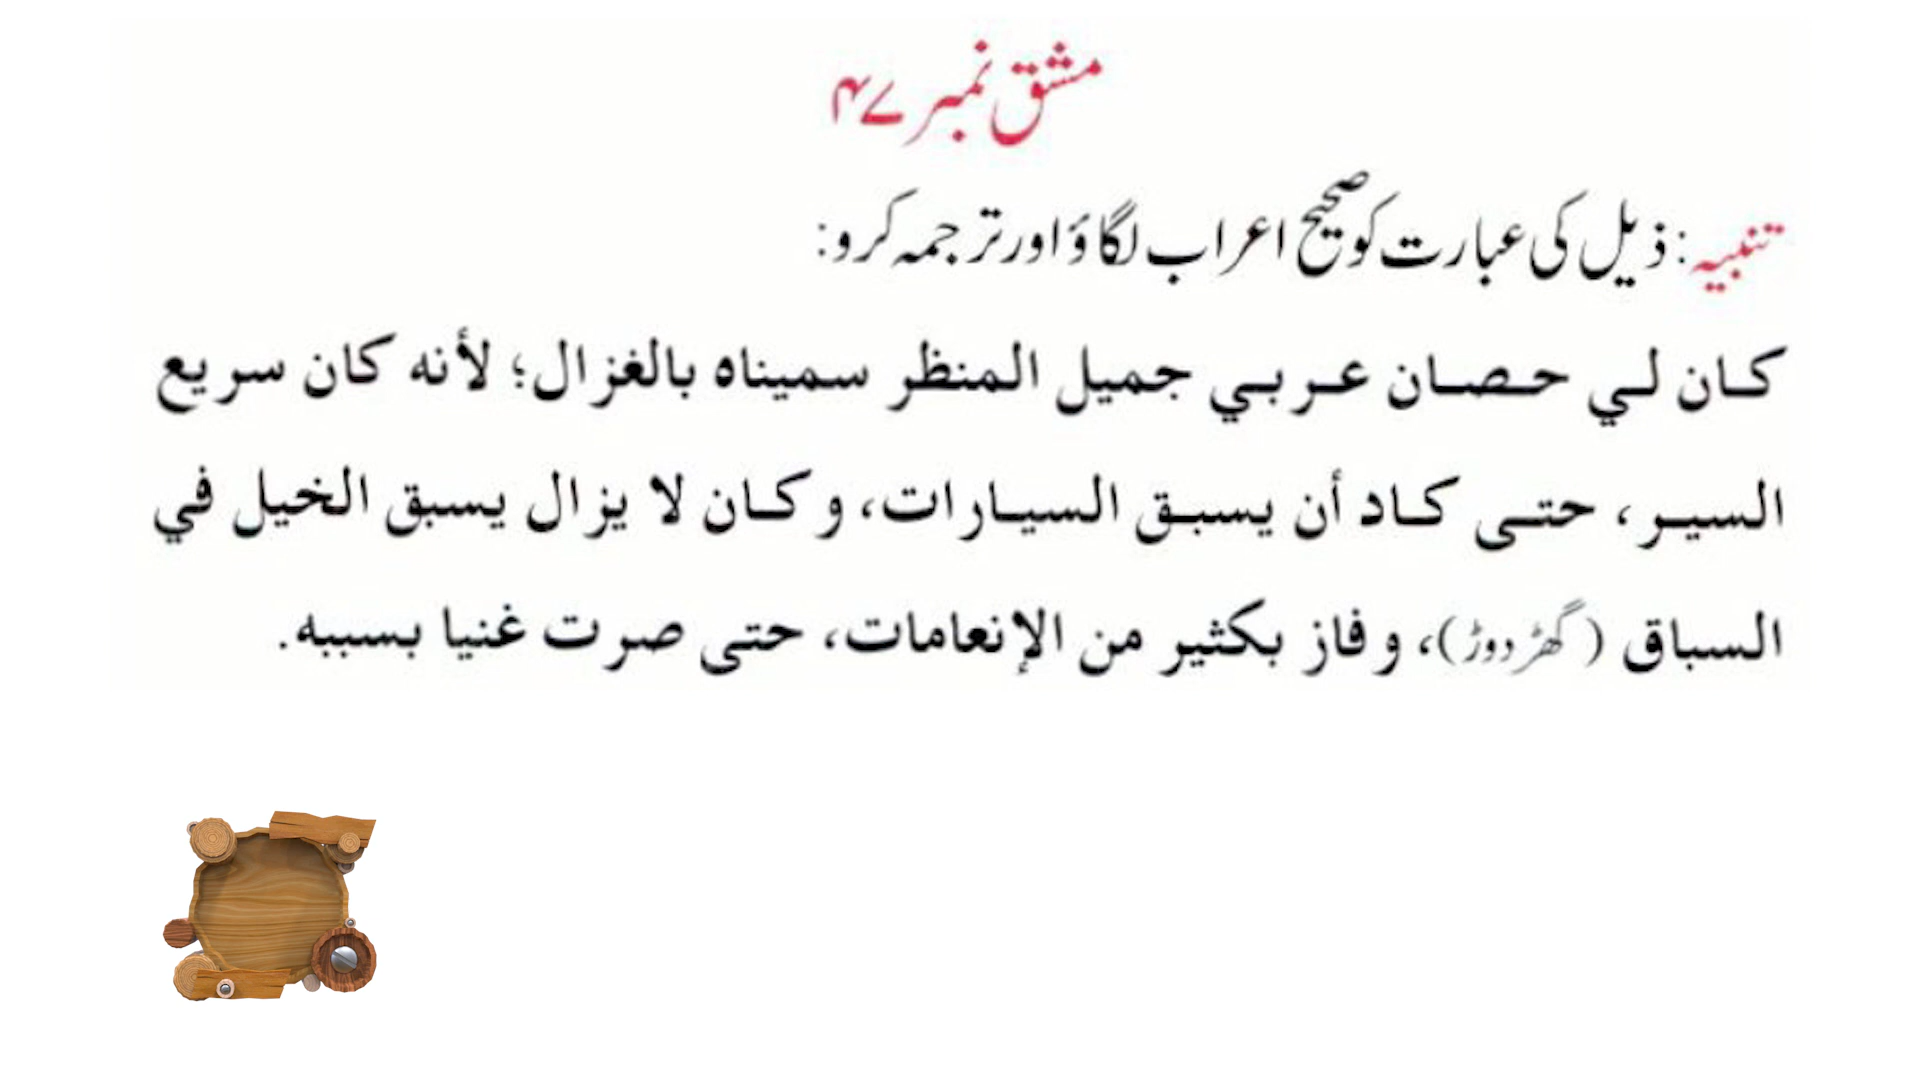 مشق نمبر ۴۷
تنبیہ: ذیل کی عبارت کو صحیح اعراب لگاؤ اور ترجمہ کرو:
كان لي حصان عربي جميل المنظر سميناه بالغزال؛ لأنه كان سريع
السير، حتى كاد أن يسبق السيارات، وكان لا يزال يسبق الخيل في
السباق (گھڑ دوڑ)، وفاز بكثير من الإنعامات، حتى صرت غنيا بسببه.